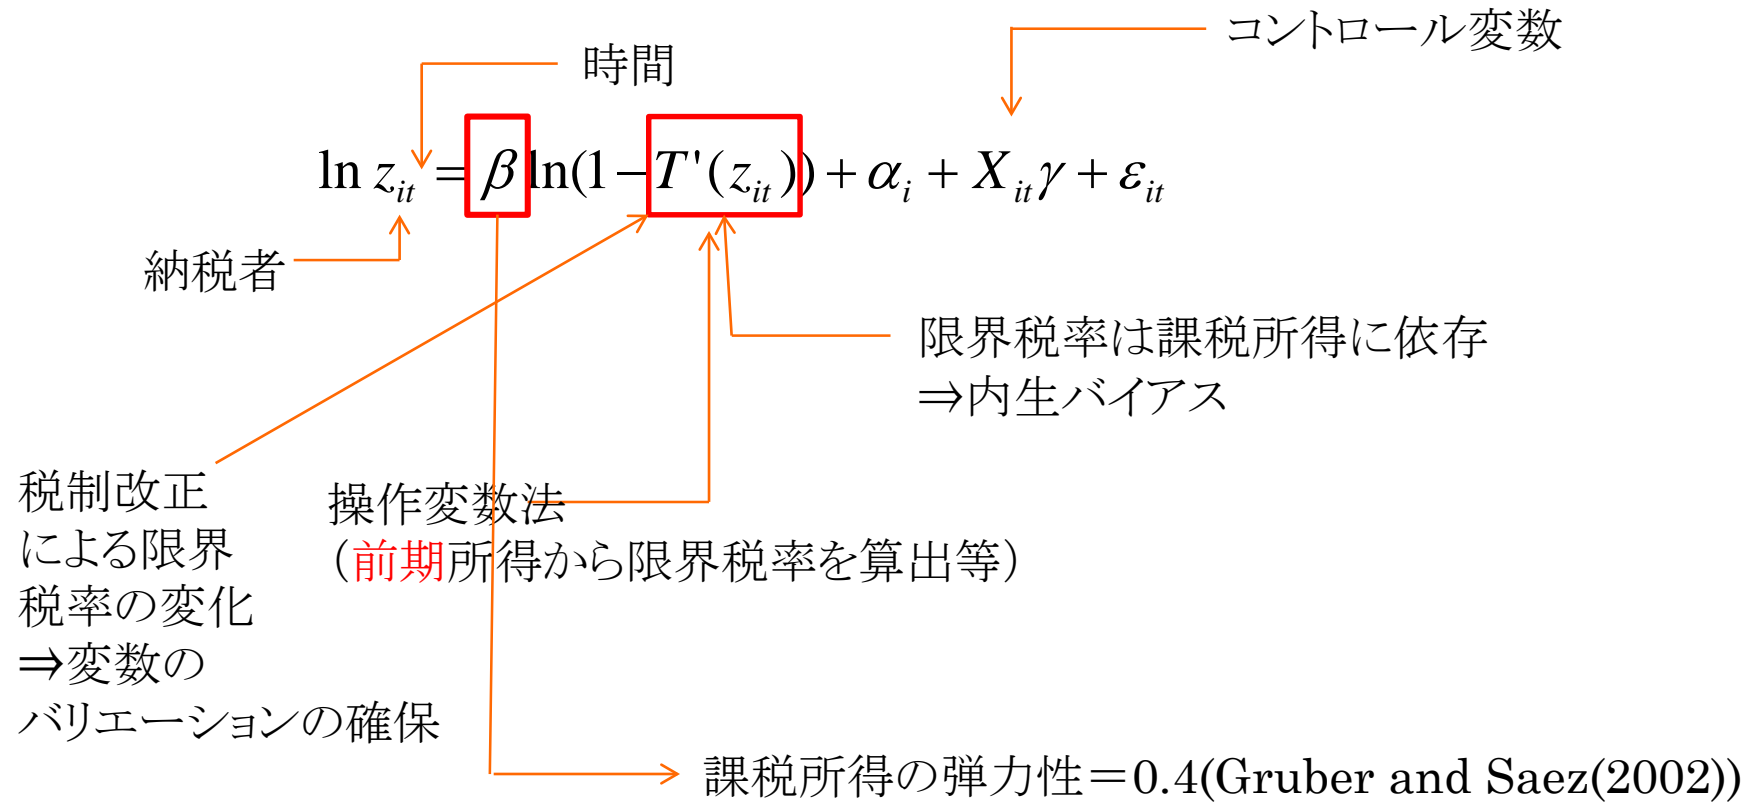 コントロール変数
時間
ln z_it = β ln(1−T'(z_it)) + α_i + X_it γ + ε_it
納税者
限界税率は課税所得に依存
⇒内生バイアス
税制改正
による限界
税率の変化
⇒変数の
バリエーションの確保
操作変数法
（前期所得から限界税率を算出等）
課税所得の弾力性＝0.4(Gruber and Saez(2002))